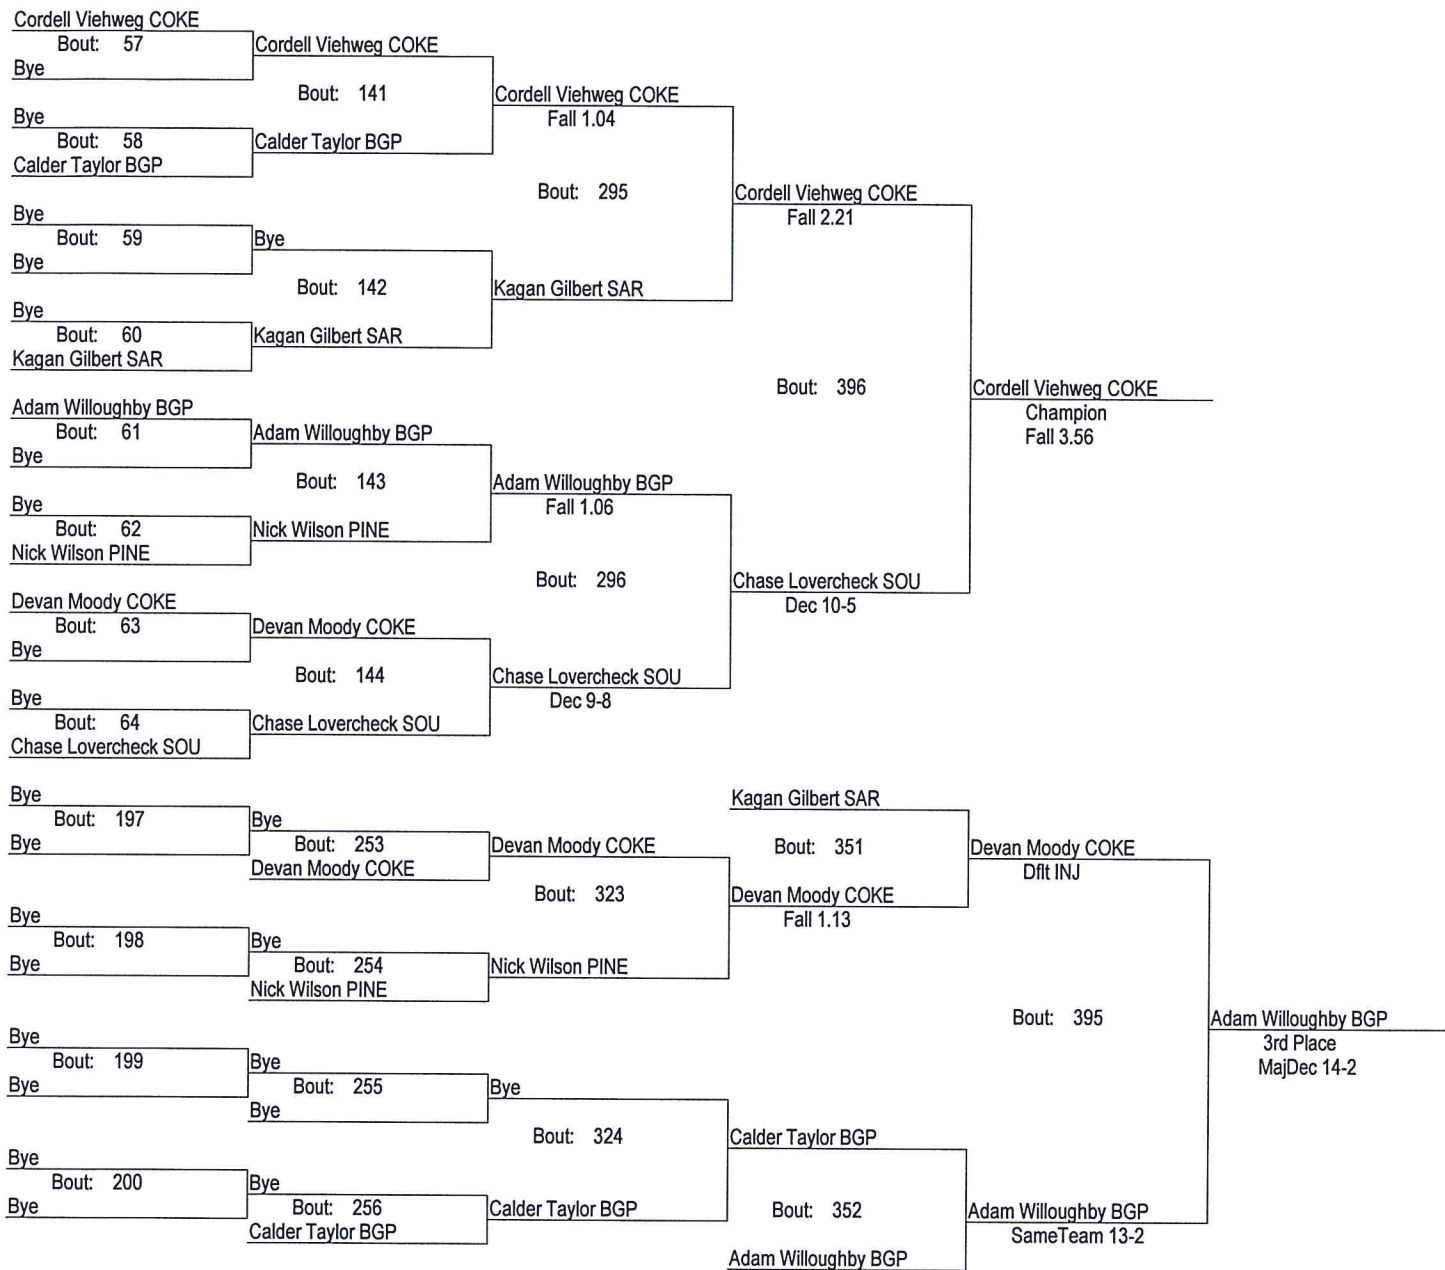 Cordell Viehweg COKE
Bout: 57
Bye
Cordell Viehweg COKE
Bout: 141
Bye
Bout: 58
Calder Taylor BGP
Calder Taylor BGP
Cordell Viehweg COKE
Fall 1.04
Bout: 295
Bye
Bout: 59
Bye
Bye
Bout: 142
Bye
Bout: 60
Kagan Gilbert SAR
Kagan Gilbert SAR
Kagan Gilbert SAR
Cordell Viehweg COKE
Fall 2.21
Bout: 396
Adam Willoughby BGP
Bout: 61
Bye
Adam Willoughby BGP
Bout: 143
Bye
Bout: 62
Nick Wilson PINE
Nick Wilson PINE
Adam Willoughby BGP
Fall 1.06
Bout: 296
Devan Moody COKE
Bout: 63
Bye
Devan Moody COKE
Bout: 144
Bye
Bout: 64
Chase Lovercheck SOU
Chase Lovercheck SOU
Chase Lovercheck SOU
Dec 9-8
Chase Lovercheck SOU
Dec 10-5
Cordell Viehweg COKE
Champion
Fall 3.56
Bye
Bout: 197
Bye
Bye
Bout: 253
Devan Moody COKE
Devan Moody COKE
Bout: 323
Bye
Bout: 198
Bye
Bye
Bout: 254
Nick Wilson PINE
Nick Wilson PINE
Kagan Gilbert SAR
Bout: 351
Devan Moody COKE
Fall 1.13
Devan Moody COKE
Dflt INJ
Bout: 395
Bye
Bout: 199
Bye
Bye
Bout: 255
Bye
Bye
Bout: 324
Bye
Bout: 200
Bye
Bye
Bout: 256
Calder Taylor BGP
Calder Taylor BGP
Calder Taylor BGP
Bout: 352
Adam Willoughby BGP
Adam Willoughby BGP
SameTeam 13-2
Adam Willoughby BGP
3rd Place
MajDec 14-2